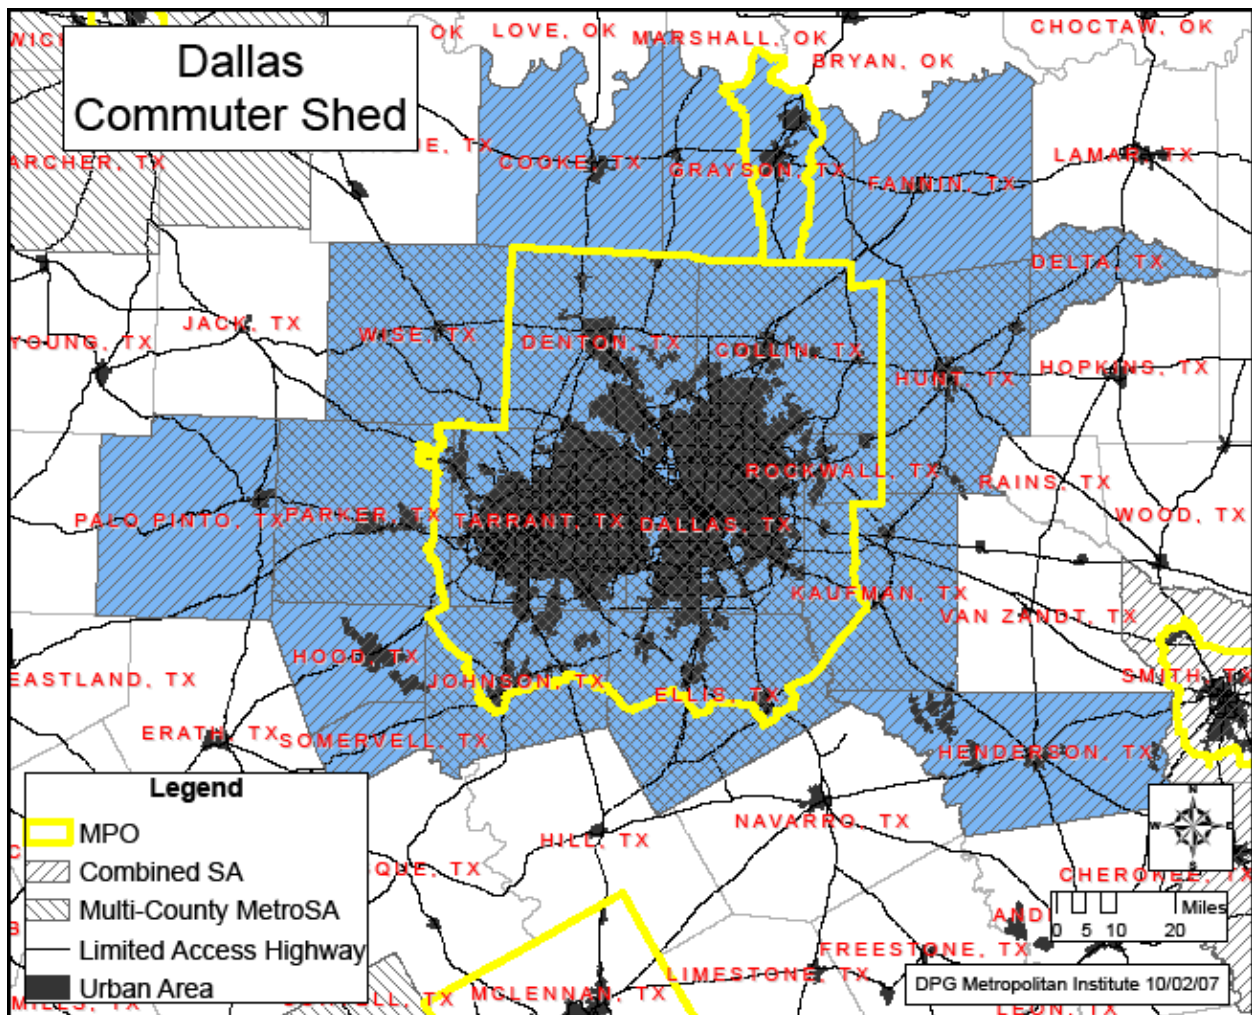 OK
LOVE, OK
MARSHALL, OK
CHOCTAW, OK
BRYAN, OK
Dallas
Commuter Shed
ARCHER, TX
COOKE, TX
GRAYSON, TX
FANNIN, TX
LAMAR, TX
DELTA, TX
JACK, TX
WISE, TX
YOUNG, TX
DENTON, TX
COLLIN, TX
HUNT, TX
HOPKINS, TX
ROCKWALL, TX
RAINS, TX
PALO PINTO, TX
PARKER, TX
TARRANT, TX
DALLAS, TX
WOOD, TX
KAUFMAN, TX
VAN ZANDT, TX
HOOD, TX
EASTLAND, TX
JOHNSON, TX
ELLIS, TX
SMITH, TX
ERATH, TX
SOMERVELL, TX
HENDERSON, TX
Legend
MPO
Combined SA
Multi-County MetroSA
Limited Access Highway
Urban Area
HILL, TX
NAVARRO, TX
QUE, TX
CHEROKEE, TX
N
W
E
S
Miles
0 5 10 20
FREESTONE, TX
LIMESTONE, TX
MCLENNAN, TX
DPG Metropolitan Institute 10/02/07
LEON, TX